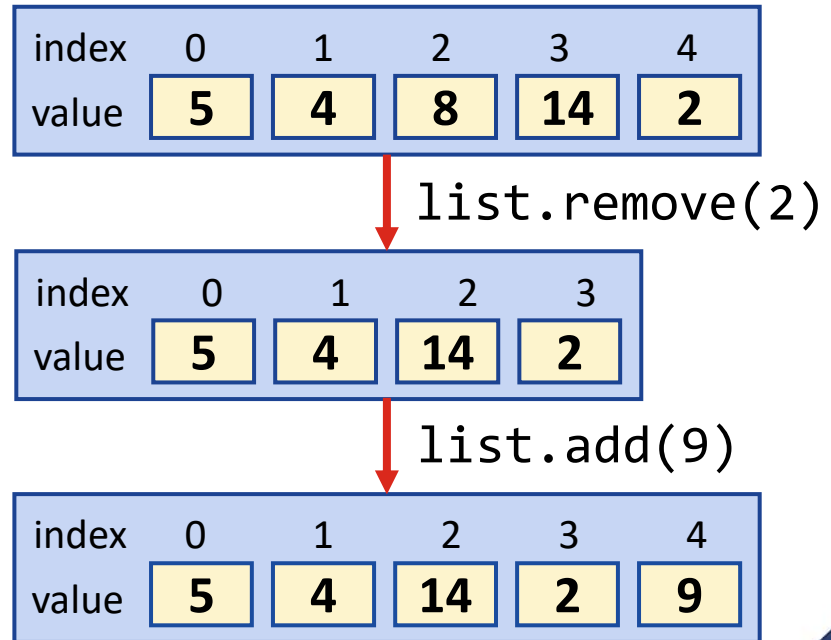 index 0 1 2 3 4
value 5 4 8 14 2
list.remove(2)
index 0 1 2 3
value 5 4 14 2
list.add(9)
index 0 1 2 3 4
value 5 4 14 2 9